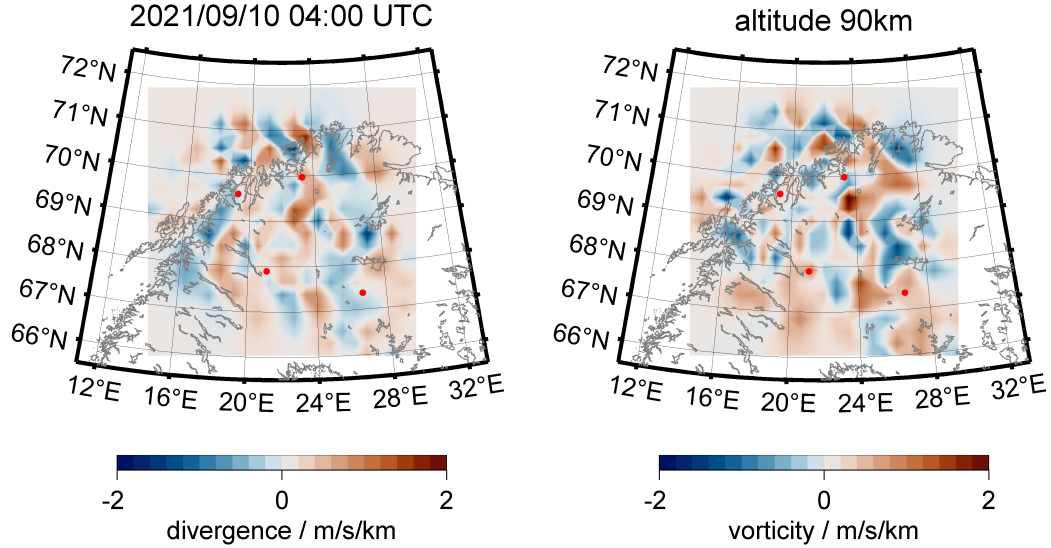 2021/09/10 04:00 UTC
72°N
71°N
70°N
69°N
68°N
67°N
66°N
12°E
16°E
20°E
24°E
28°E
32°E
-2
0
2
divergence / m/s/km
altitude 90km
72°N
71°N
70°N
69°N
68°N
67°N
66°N
12°E
16°E
20°E
24°E
28°E
32°E
-2
0
2
vorticity / m/s/km